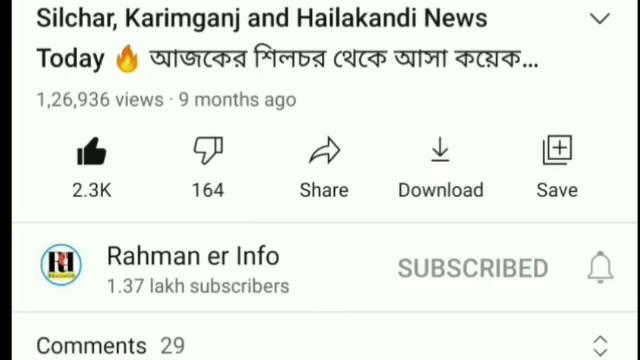 Silchar, Karimganj and Hailakandi News
Today 🔥 আজকের শিলচর থেকে আসা কয়েক...
1,26,936 views · 9 months ago
2.3K 164 Share Download Save
Rahman er Info SUBSCRIBED
1.37 lakh subscribers
Comments 29